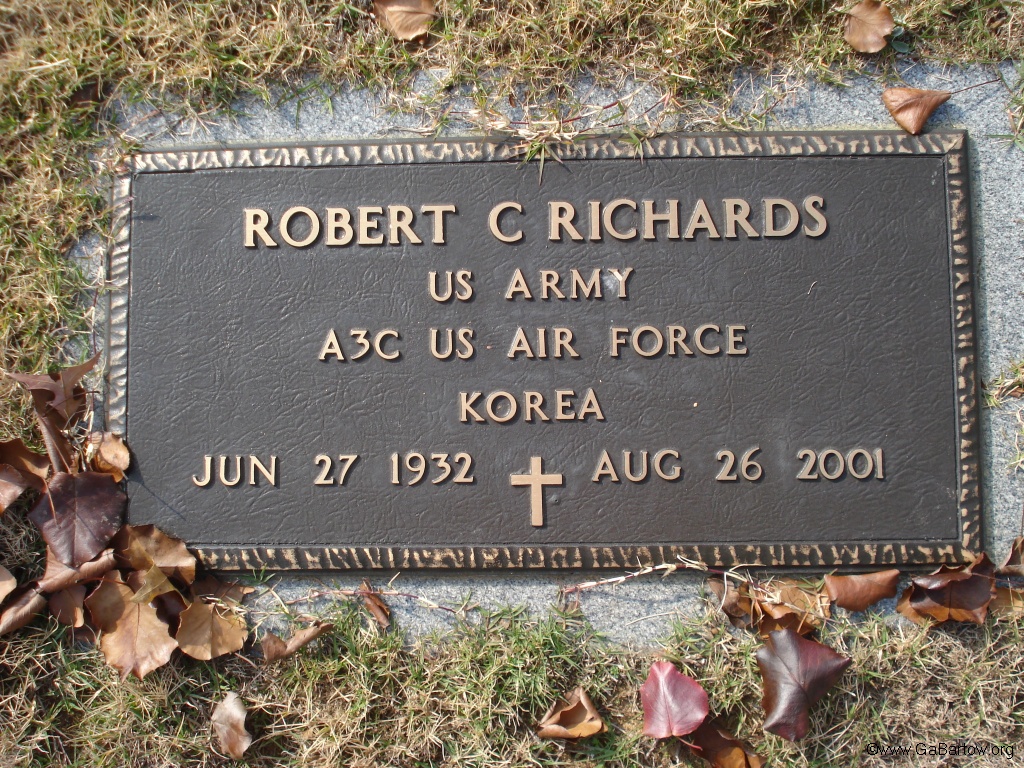 ROBERT C RICHARDS
US ARMY
A3C US AIR FORCE
KOREA
JUN 27 1932 AUG 26 2001
©www.GaBartow.org